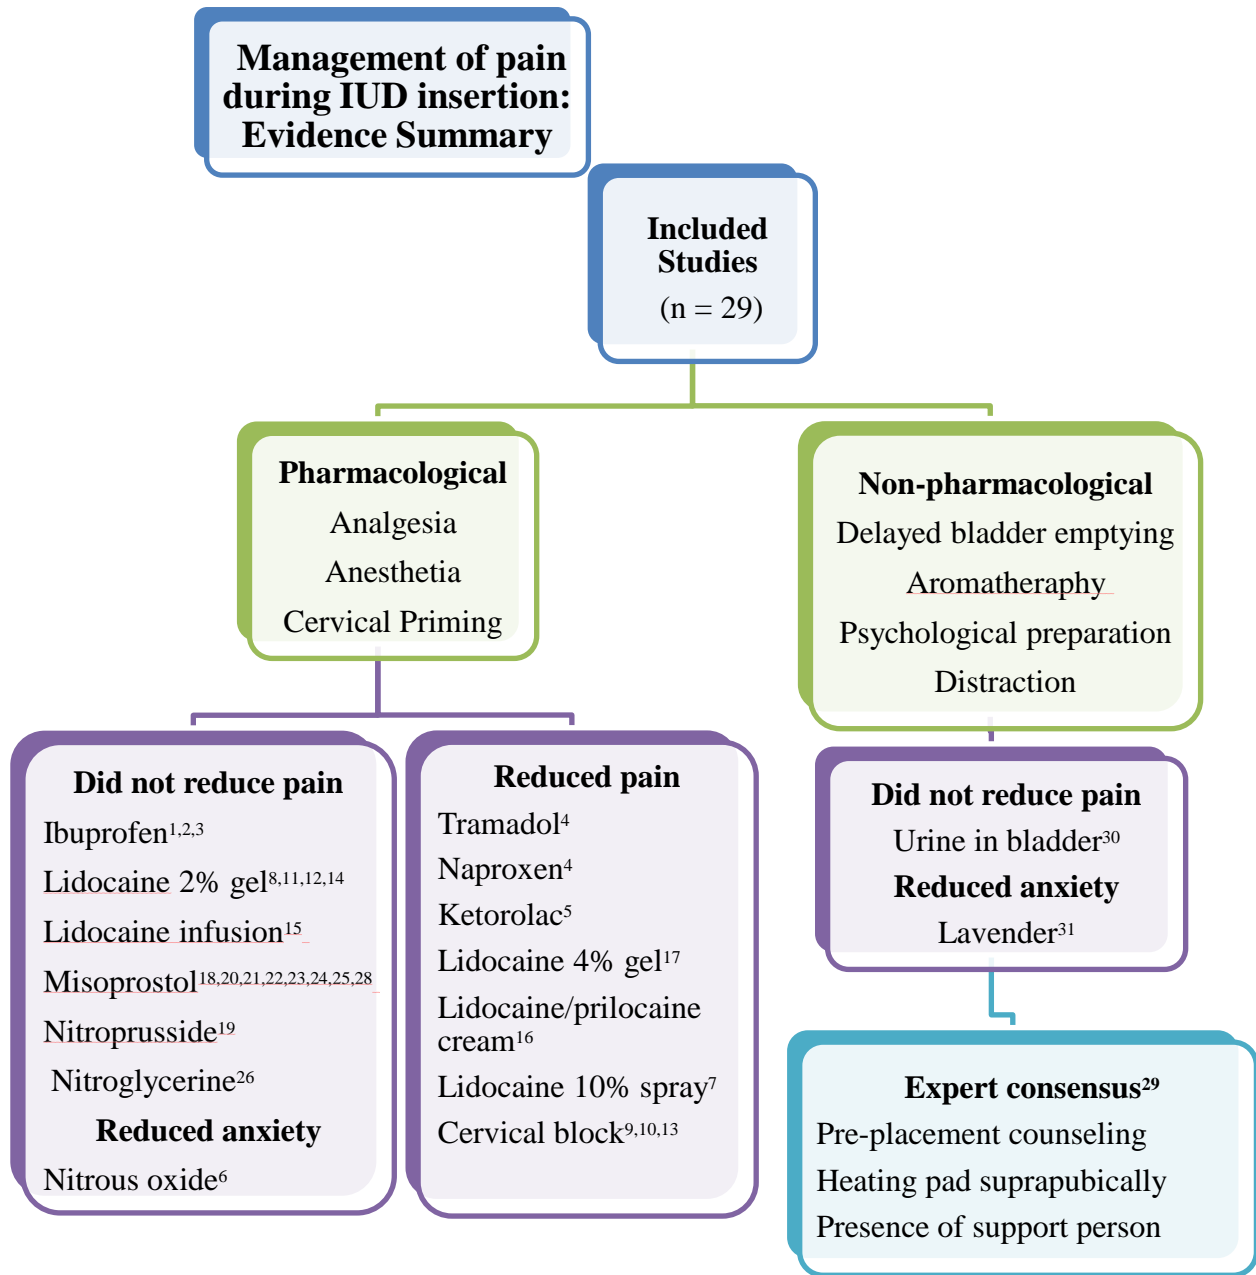 Management of pain
during IUD insertion:
Evidence Summary
Included
Studies
(n = 29)
Pharmacological
Analgesia
Anesthetia
Cervical Priming
Non-pharmacological
Delayed bladder emptying
Aromatheraphy
Psychological preparation
Distraction
Did not reduce pain
Ibuprofen1,2,3
Lidocaine 2% gel8,11,12,14
Lidocaine infusion15
Misoprostol18,20,21,22,23,24,25,28
Nitroprusside19
Nitroglycerine26
Reduced anxiety
Nitrous oxide6
Reduced pain
Tramadol4
Naproxen4
Ketorolac5
Lidocaine 4% gel17
Lidocaine/prilocaine
cream16
Lidocaine 10% spray7
Cervical block9,10,13
Did not reduce pain
Urine in bladder30
Reduced anxiety
Lavender31
Expert consensus29
Pre-placement counseling
Heating pad suprapubically
Presence of support person